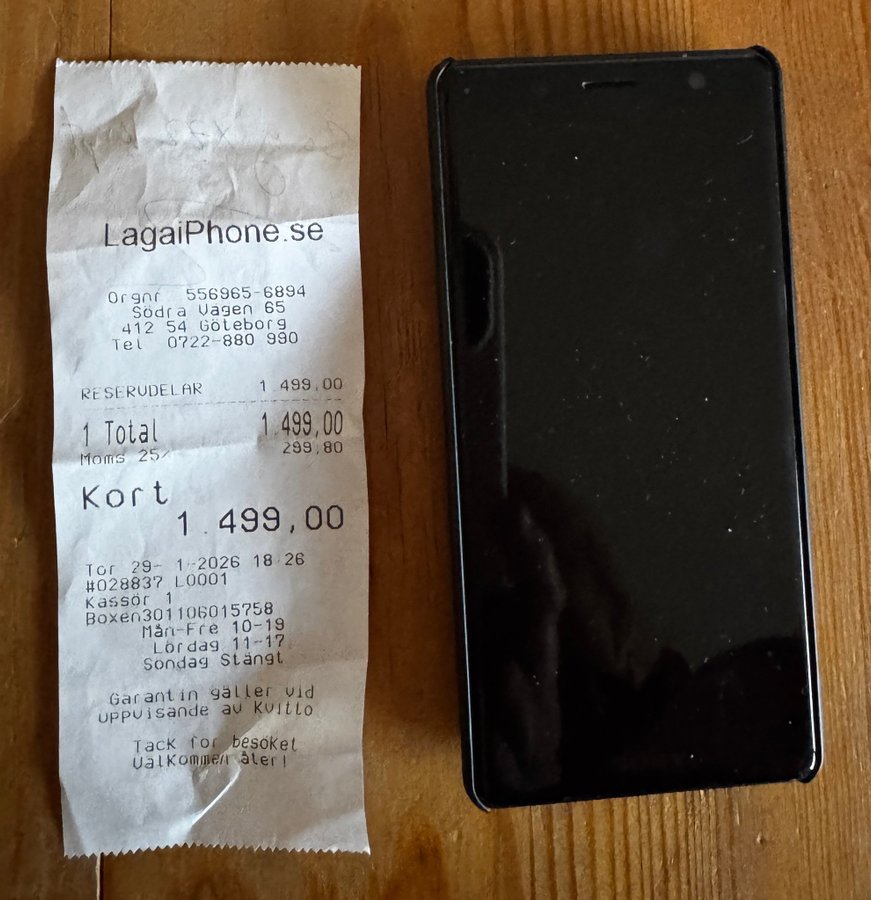 LagaiPhone.se
Orgnr 556965-6894
Södra Vagen 65
412 54 Göteborg
Tel 0722-880 990
RESERVDELAR 1 499,00
1 Total 1.499,00
Moms 25% 299,80
Kort
1 499,00
Tor 29- 1-2026 18:26
#028837 L0001
Kassör 1
Boxen301106015758
Mån-Fre 10-19
Lördag 11-17
Söndag Stängt
Garantin gäller vid
uppvisande av Kvitto
Tack för besöket
Välkommen åter!